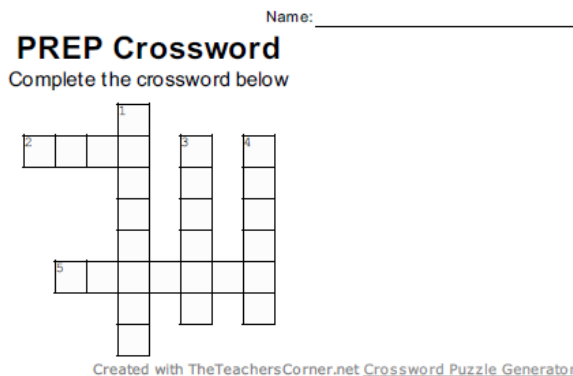 Name:
PREP Crossword
Complete the crossword below
1
2
3
4
5
Created with TheTeachersCorner.net Crossword Puzzle Generator